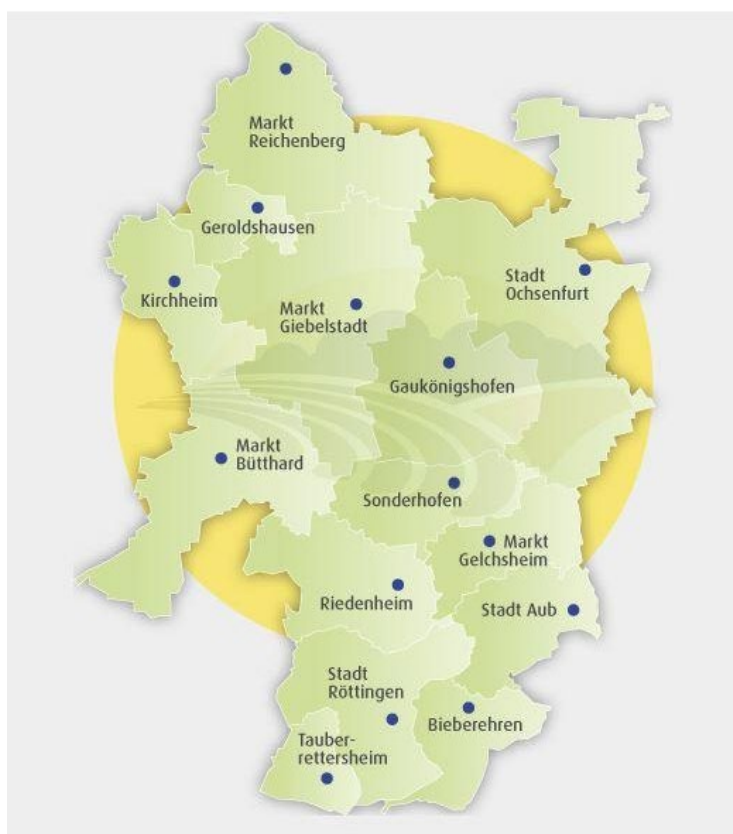 Markt
Reichenberg
Geroldshausen
Kirchheim
Markt
Giebelstadt
Stadt
Ochsenfurt
Gaukönigshofen
Markt
Bütthard
Sonderhofen
Markt
Gelchsheim
Riedenheim
Stadt Aub
Stadt
Röttingen
Bieberehren
Tauber-
rettersheim